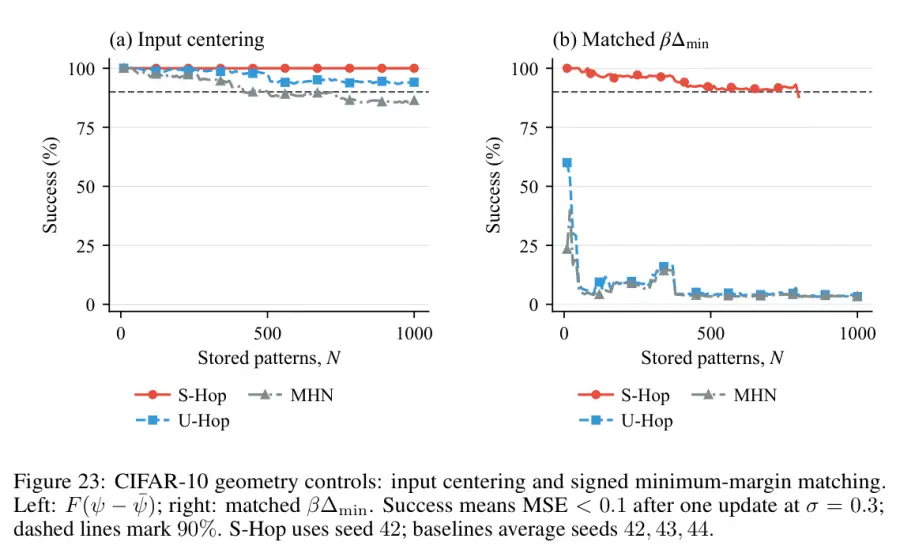 (a) Input centering
(b) Matched βΔmin
100
75
50
25
0
Success (%)
0
500
1000
Stored patterns, N
S-Hop
MHN
U-Hop
100
75
50
25
0
Success (%)
0
500
1000
Stored patterns, N
S-Hop
MHN
U-Hop
Figure 23: CIFAR-10 geometry controls: input centering and signed minimum-margin matching.
Left: F(ψ − ψ̄); right: matched βΔmin. Success means MSE < 0.1 after one update at σ = 0.3;
dashed lines mark 90%. S-Hop uses seed 42; baselines average seeds 42, 43, 44.